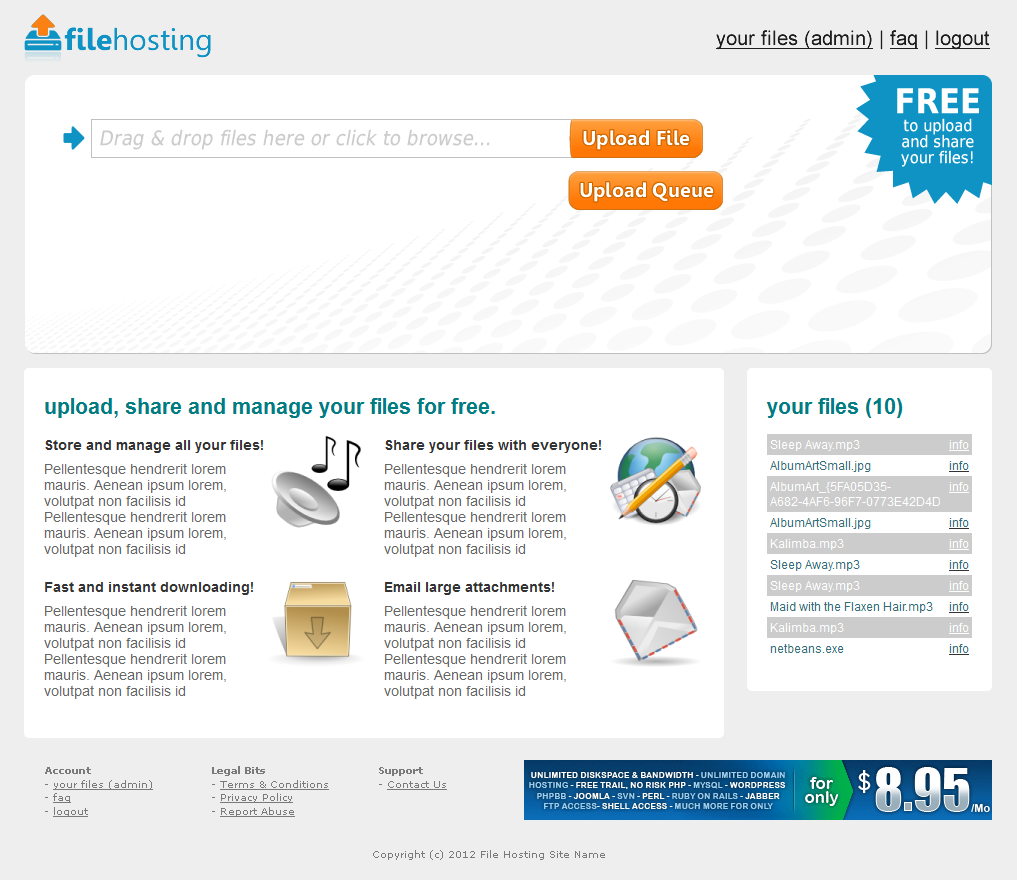 filehosting
your files (admin) | faq | logout
Drag & drop files here or click to browse...
Upload File
Upload Queue
FREE
to upload
and share
your files!
upload, share and manage your files for free.
Store and manage all your files!
Pellentesque hendrerit lorem
mauris. Aenean ipsum lorem,
volutpat non facilisis id
Pellentesque hendrerit lorem
mauris. Aenean ipsum lorem,
volutpat non facilisis id
Share your files with everyone!
Pellentesque hendrerit lorem
mauris. Aenean ipsum lorem,
volutpat non facilisis id
Pellentesque hendrerit lorem
mauris. Aenean ipsum lorem,
volutpat non facilisis id
Fast and instant downloading!
Pellentesque hendrerit lorem
mauris. Aenean ipsum lorem,
volutpat non facilisis id
Pellentesque hendrerit lorem
mauris. Aenean ipsum lorem,
volutpat non facilisis id
Email large attachments!
Pellentesque hendrerit lorem
mauris. Aenean ipsum lorem,
volutpat non facilisis id
Pellentesque hendrerit lorem
mauris. Aenean ipsum lorem,
volutpat non facilisis id
your files (10)
Sleep Away.mp3 info
AlbumArtSmall.jpg info
AlbumArt_{5FA05D35- info
A682-4AF6-96F7-0773E42D4D
AlbumArtSmall.jpg info
Kalimba.mp3 info
Sleep Away.mp3 info
Sleep Away.mp3 info
Maid with the Flaxen Hair.mp3 info
Kalimba.mp3 info
netbeans.exe info
Account
- your files (admin)
- faq
- logout
Legal Bits
- Terms & Conditions
- Privacy Policy
- Report Abuse
Support
- Contact Us
UNLIMITED DISKSPACE & BANDWIDTH - UNLIMITED DOMAIN
HOSTING - FREE TRAIL, NO RISK PHP - MYSQL - WORDPRESS
PHPBB - JOOMLA - SVN - PERL - RUBY ON RAILS - JABBER
FTP ACCESS- SHELL ACCESS - MUCH MORE FOR ONLY
for
only
$8.95/Mo
Copyright (c) 2012 File Hosting Site Name